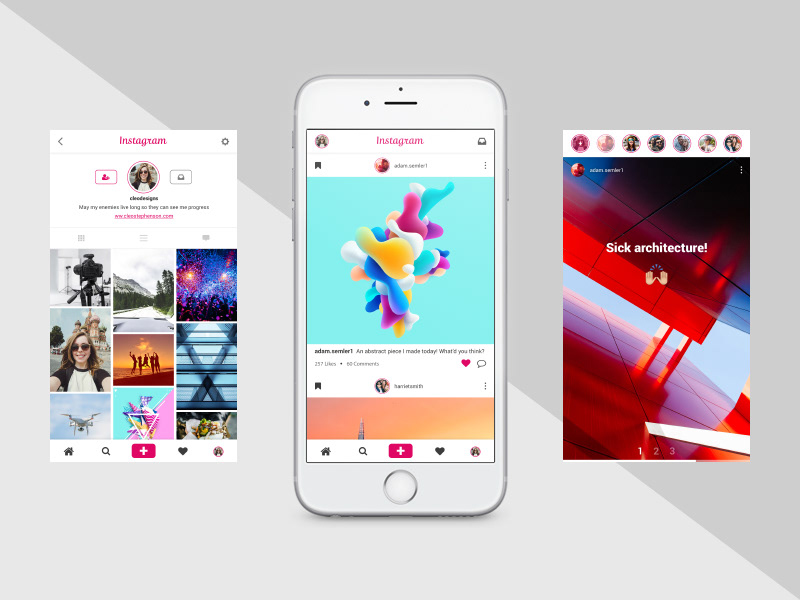 Instagram
cleodesigns
May my enemies live long so they can see me progress
ww.cleostephenson.com
Instagram
adam.semler1
adam.semler1 An abstract piece I made today! What'd you think?
257 Likes • 60 Comments
harrietsmith
adam.semler1
Sick architecture!
1 2 3